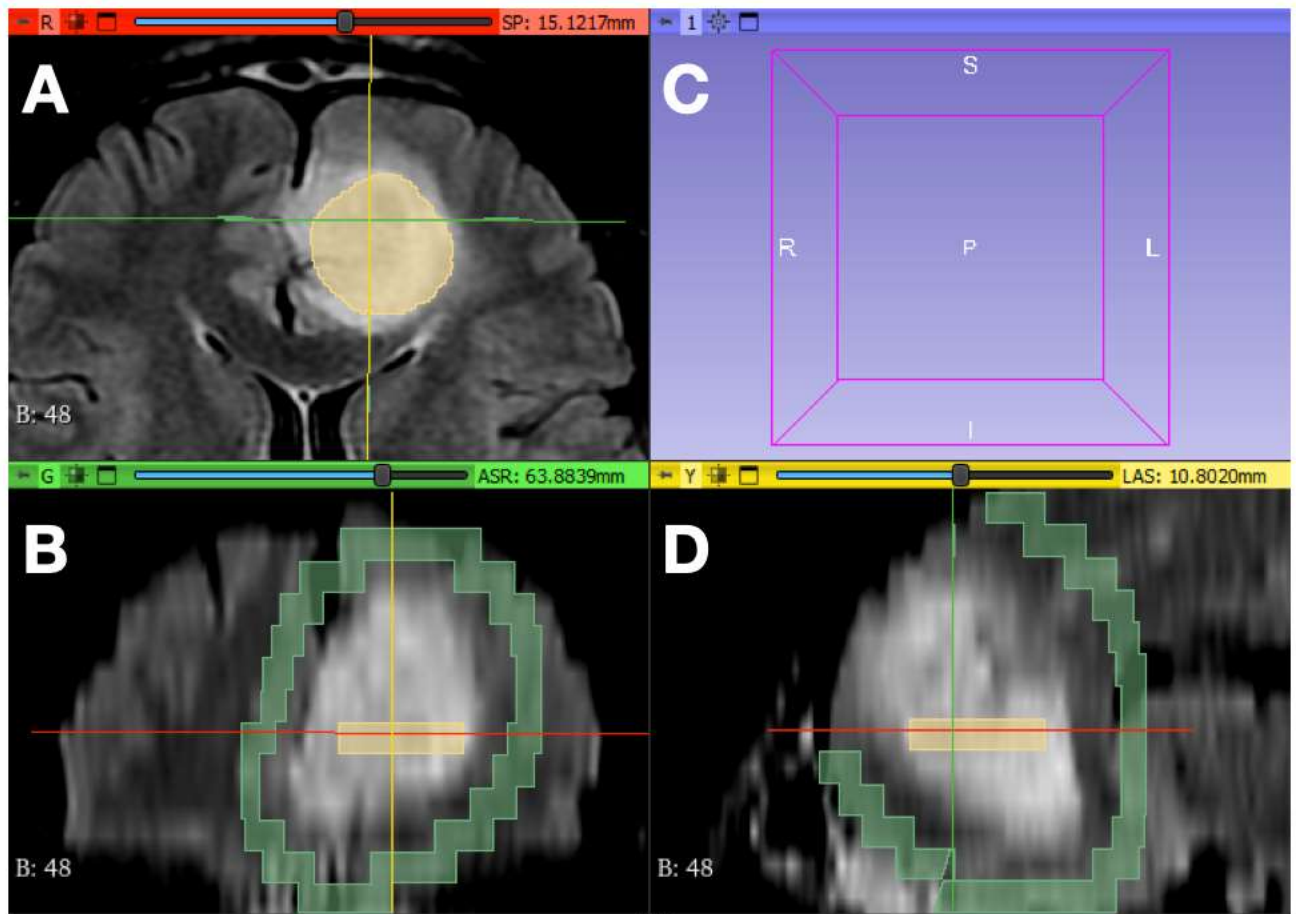 R SP: 15.1217mm
A
B: 48
1
C
S
R P L
I
G ASR: 63.8839mm
B
B: 48
Y LAS: 10.8020mm
D
B: 48